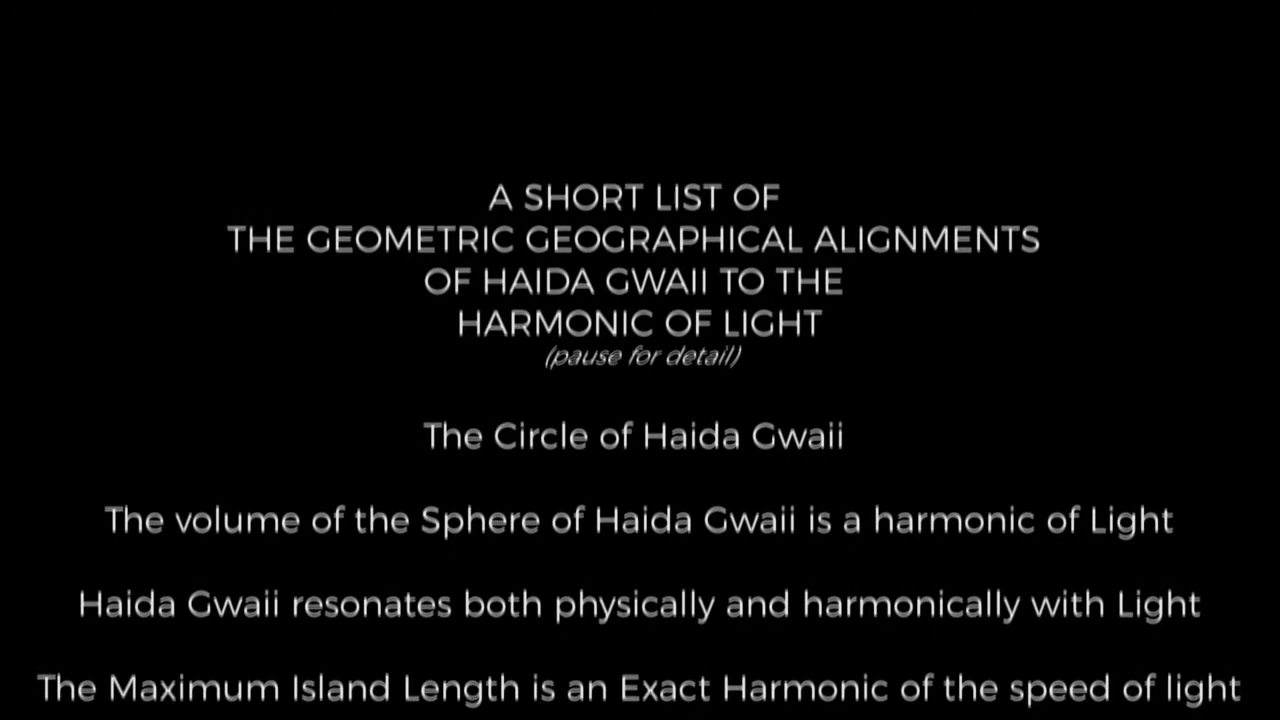 A SHORT LIST OF
THE GEOMETRIC GEOGRAPHICAL ALIGNMENTS
OF HAIDA GWAII TO THE
HARMONIC OF LIGHT
(pause for detail)
The Circle of Haida Gwaii
The volume of the Sphere of Haida Gwaii is a harmonic of Light
Haida Gwaii resonates both physically and harmonically with Light
The Maximum Island Length is an Exact Harmonic of the speed of light